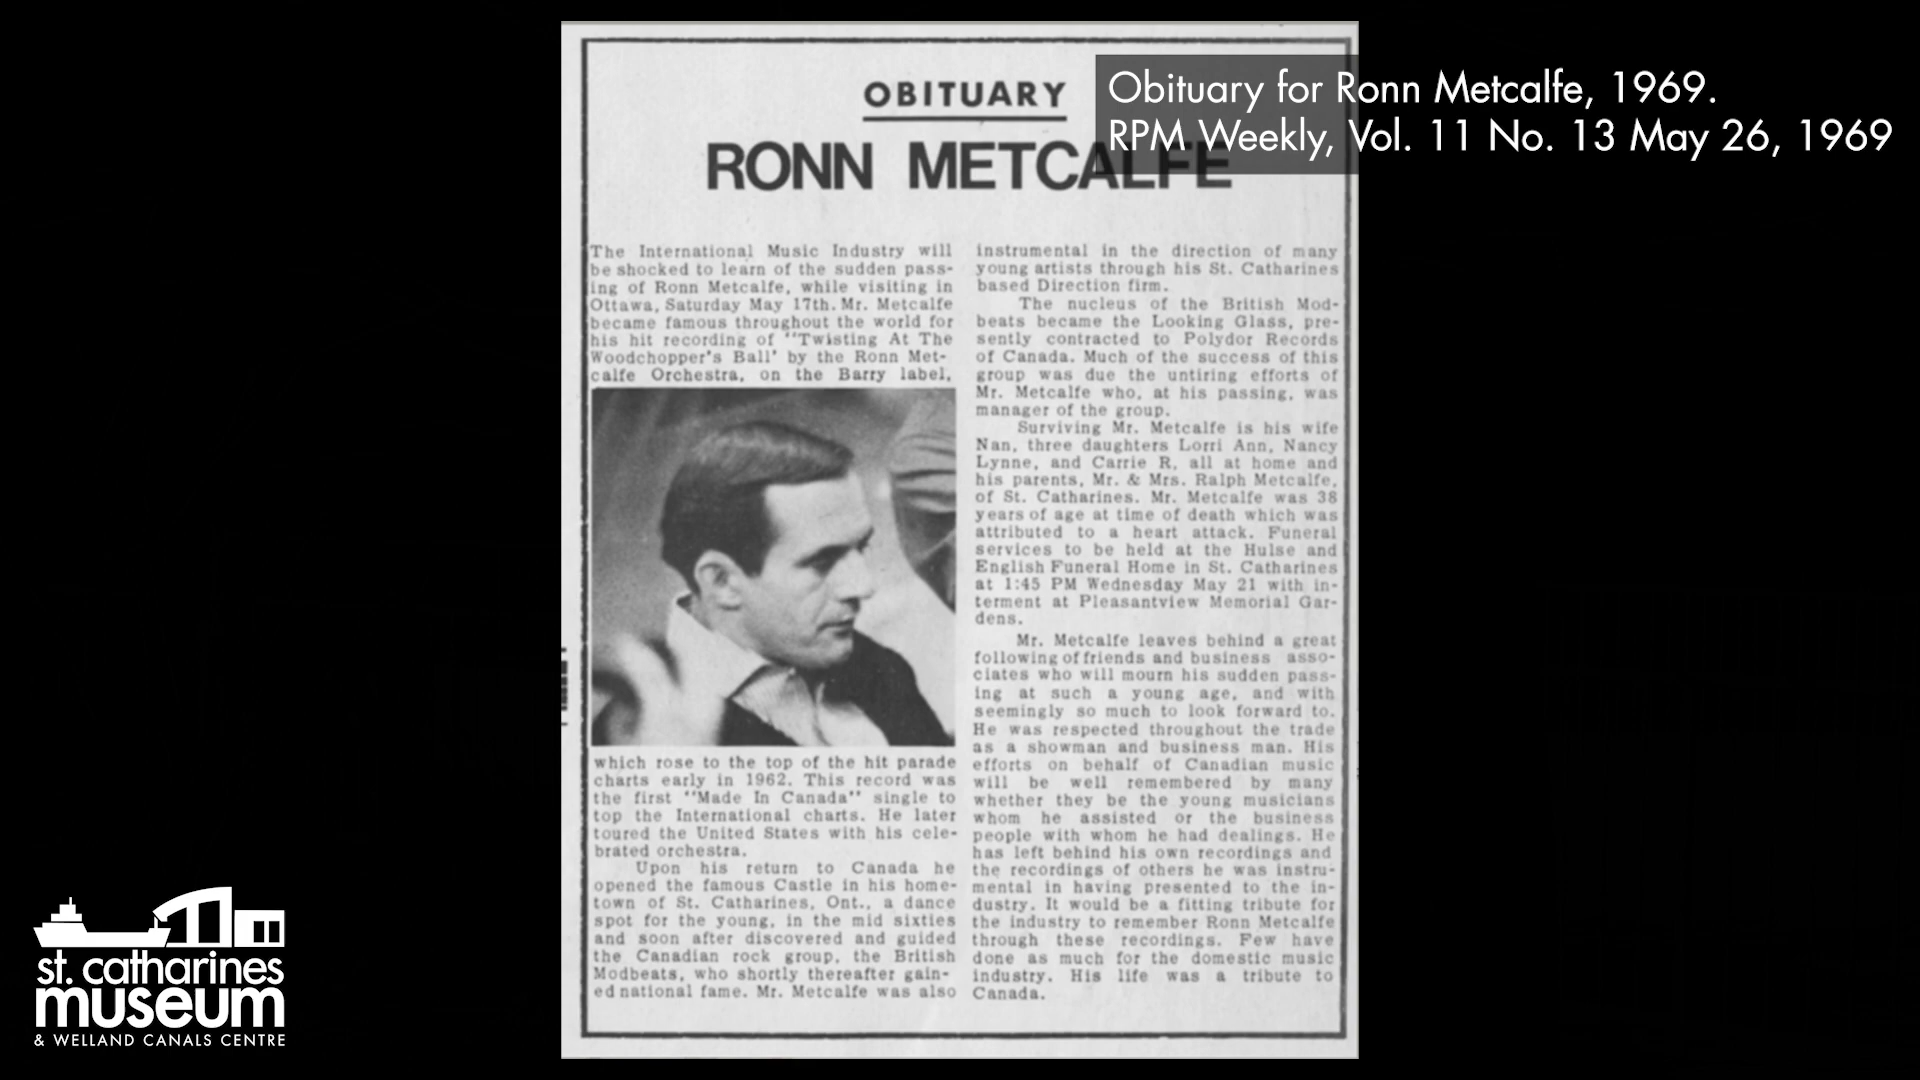 OBITUARY
RONN METCALFE
Obituary for Ronn Metcalfe, 1969.
RPM Weekly, Vol. 11 No. 13 May 26, 1969
The International Music Industry will
be shocked to learn of the sudden pass-
ing of Ronn Metcalfe, while visiting in
Ottawa, Saturday May 17th. Mr. Metcalfe
became famous throughout the world for
his hit recording of "Twisting At The
Woodchopper's Ball' by the Ronn Met-
calfe Orchestra, on the Barry label,
which rose to the top of the hit parade
charts early in 1962. This record was
the first "Made In Canada" single to
top the International charts. He later
toured the United States with his cele-
brated orchestra.
Upon his return to Canada he
opened the famous Castle in his home-
town of St. Catharines, Ont., a dance
spot for the young, in the mid sixties
and soon after discovered and guided
the Canadian rock group, the British
Modbeats, who shortly thereafter gain-
ed national fame. Mr. Metcalfe was also
instrumental in the direction of many
young artists through his St. Catharines
based Direction firm.
The nucleus of the British Mod-
beats became the Looking Glass, pre-
sently contracted to Polydor Records
of Canada. Much of the success of this
group was due the untiring efforts of
Mr. Metcalfe who, at his passing, was
manager of the group.
Surviving Mr. Metcalfe is his wife
Nan, three daughters Lorri Ann, Nancy
Lynne, and Carrie R, all at home and
his parents, Mr. & Mrs. Ralph Metcalfe,
of St. Catharines. Mr. Metcalfe was 38
years of age at time of death which was
attributed to a heart attack. Funeral
services to be held at the Hulse and
English Funeral Home in St. Catharines
at 1:45 PM Wednesday May 21 with in-
terment at Pleasantview Memorial Gar-
dens.
Mr. Metcalfe leaves behind a great
following of friends and business asso-
ciates who will mourn his sudden pass-
ing at such a young age, and with
seemingly so much to look forward to.
He was respected throughout the trade
as a showman and business man. His
efforts on behalf of Canadian music
will be well remembered by many
whether they be the young musicians
whom he assisted or the business
people with whom he had dealings. He
has left behind his own recordings and
the recordings of others he was instru-
mental in having presented to the in-
dustry. It would be a fitting tribute for
the industry to remember Ronn Metcalfe
through these recordings. Few have
done as much for the domestic music
industry. His life was a tribute to
Canada.
st. catharines
museum
& WELLAND CANALS CENTRE